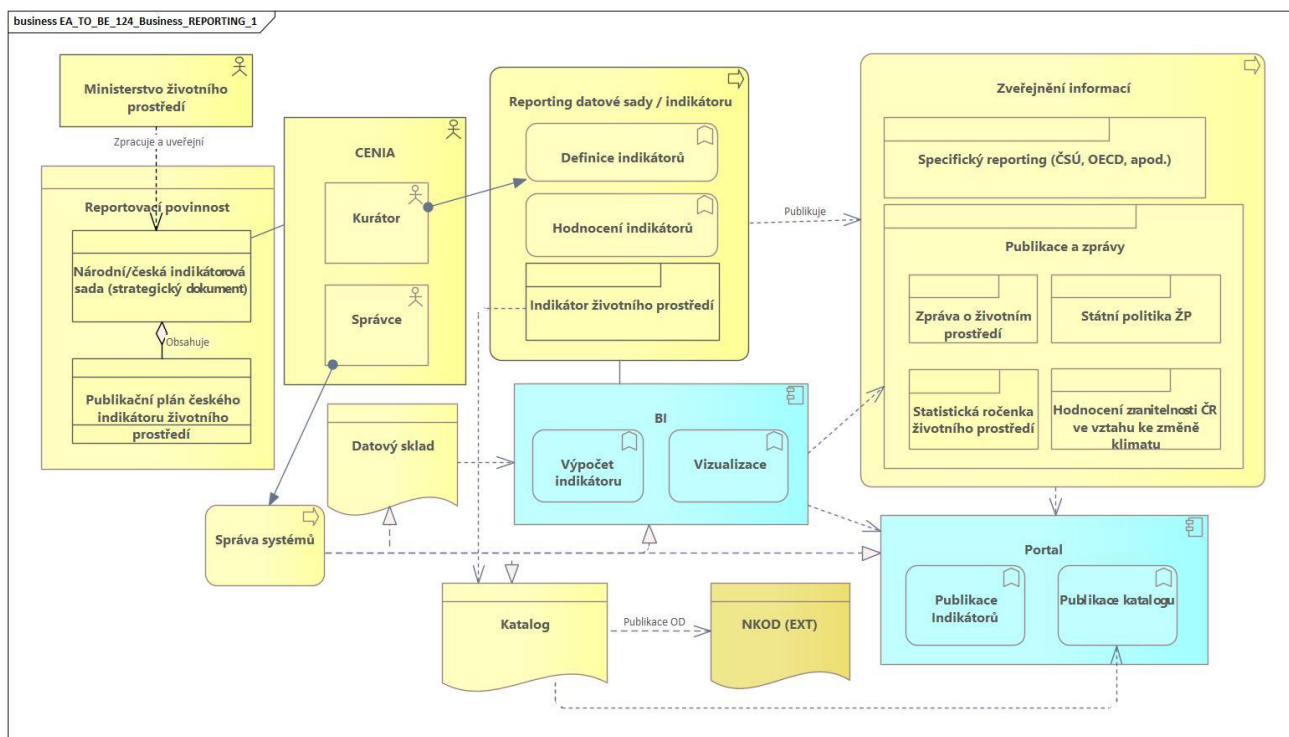 business EA_TO_BE_124_Business_REPORTING_1
Ministerstvo životního
prostředí
Zpracuje a uveřejní
Reportovací povinnost
Národní/česká indikátorová
sada (strategický dokument)
Obsahuje
Publikační plán českého
indikátoru životního
prostředí
CENIA
Kurátor
Správce
Reporting datové sady / indikátoru
Definice indikátorů
Hodnocení indikátorů
Indikátor životního prostředí
Publikuje
Zveřejnění informací
Specifický reporting (ČSÚ, OECD, apod.)
Publikace a zprávy
Zpráva o životním
prostředí
Státní politika ŽP
Statistická ročenka
životního prostředí
Hodnocení zranitelnosti ČR
ve vztahu ke změně
klimatu
Datový sklad
BI
Výpočet
indikátoru
Vizualizace
Správa systémů
Portal
Publikace
Indikátorů
Publikace katalogu
Katalog
Publikace OD
NKOD (EXT)